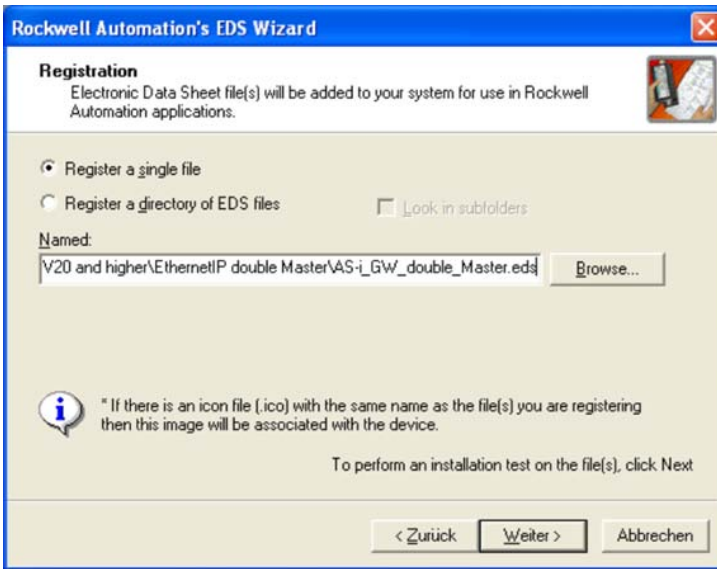 Rockwell Automation's EDS Wizard
Registration
Electronic Data Sheet file(s) will be added to your system for use in Rockwell
Automation applications.
Register a single file
Register a directory of EDS files
Look in subfolders
Named:
V20 and higher\EthernetIP double Master\AS-i_GW_double_Master.eds
Browse...
* If there is an icon file (.ico) with the same name as the file(s) you are registering
then this image will be associated with the device.
To perform an installation test on the file(s), click Next
< Zurück
Weiter >
Abbrechen